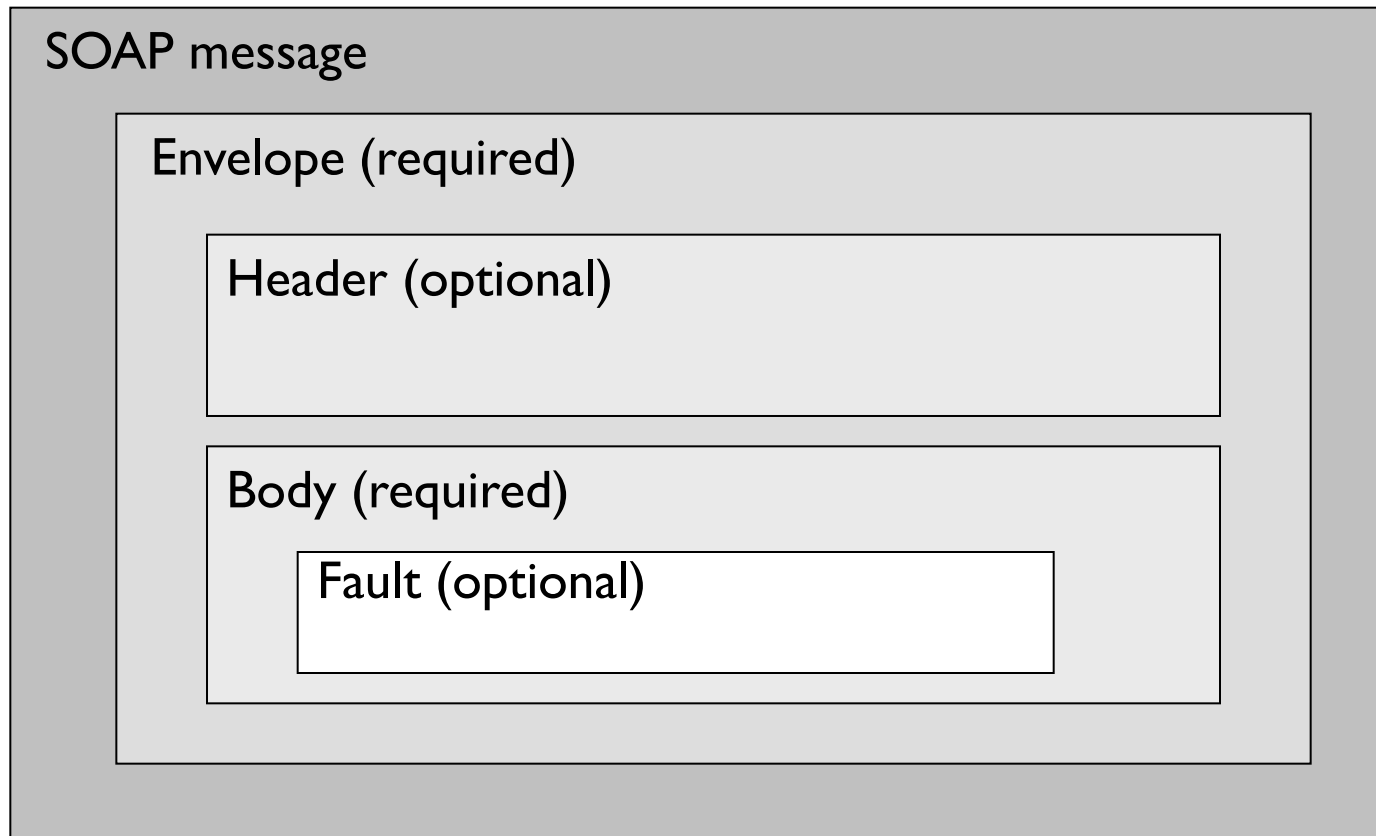 SOAP message
Envelope (required)
Header (optional)
Body (required)
Fault (optional)